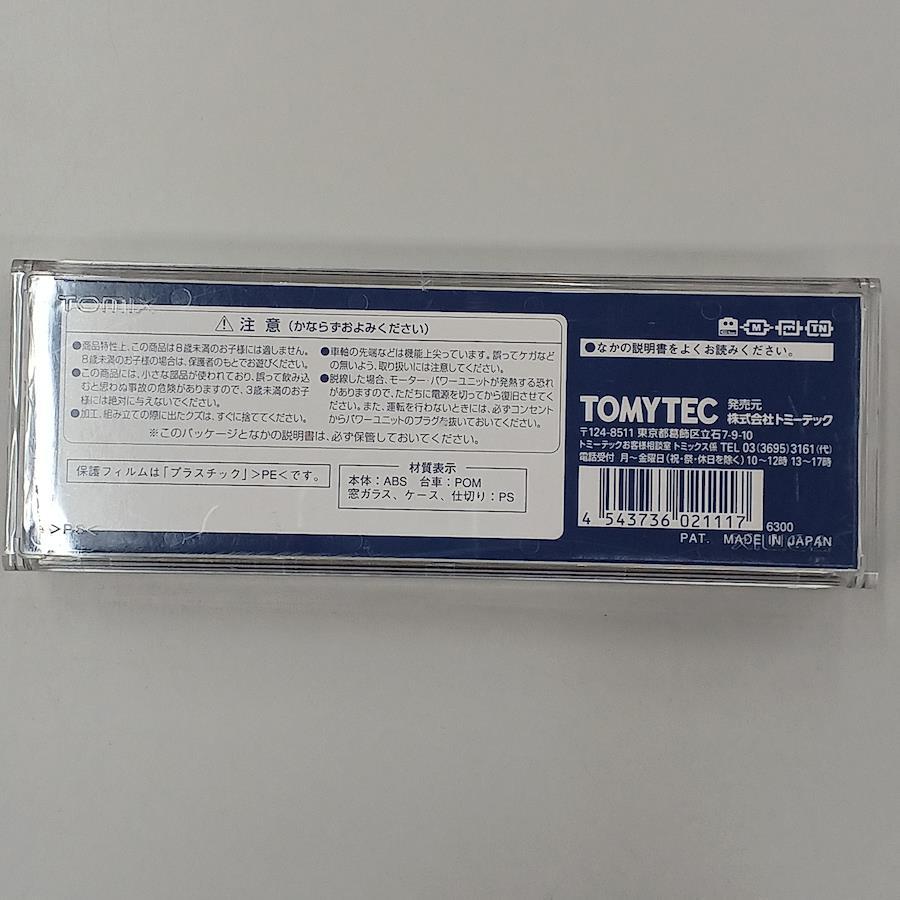 TOMIX
⚠ 注意 (かならずおよみください)
●商品特性上、この商品は8歳未満のお子様には適しません。
8歳未満のお子様の場合は、保護者のもとでお遊びください。
●この商品には、小さな部品が使われており、誤って飲み込
むと思わぬ事故の危険がありますので、3歳未満のお子
様には絶対に与えないでください。
●加工、組み立ての際に出たクズは、すぐに捨ててください。
●車軸の先端などは機能上尖っています。誤ってケガなど
の無いよう、取り扱いには注意してください。
●脱線した場合、モーター・パワーユニットが発熱する恐れ
がありますので、ただちに電源を切ってから復旧させてくだ
さい。また、運転を行わないときには、必ずコンセント
からパワーユニットのプラグを抜いておいてください。
※このパッケージとなかの説明書は、必ず保管しておいてください。
保護フィルムは「プラスチック」>PE<です。
材質表示
本体:ABS 台車:POM
窓ガラス、ケース、仕切り:PS
>PS<
M
TN
●なかの説明書をよくお読みください。
TOMYTEC 発売元 株式会社トミーテック
〒124-8511 東京都葛飾区立石7-9-10
トミーテックお客様相談室 トミックス係 TEL 03(3695)3161(代)
電話受付 月〜金曜日(祝・祭・休日を除く)10〜12時 13〜17時
4 543736 021117
6300
PAT. MADE IN JAPAN